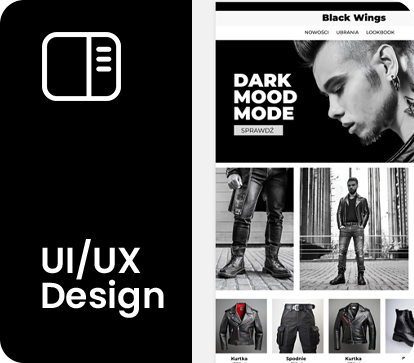 UI/UX
Design
Black Wings
NOWOŚCI UBRANIA LOOKBOOK
DARK
MOOD
MODE
SPRAWDŹ
Kurtka Spodnie Kurtka